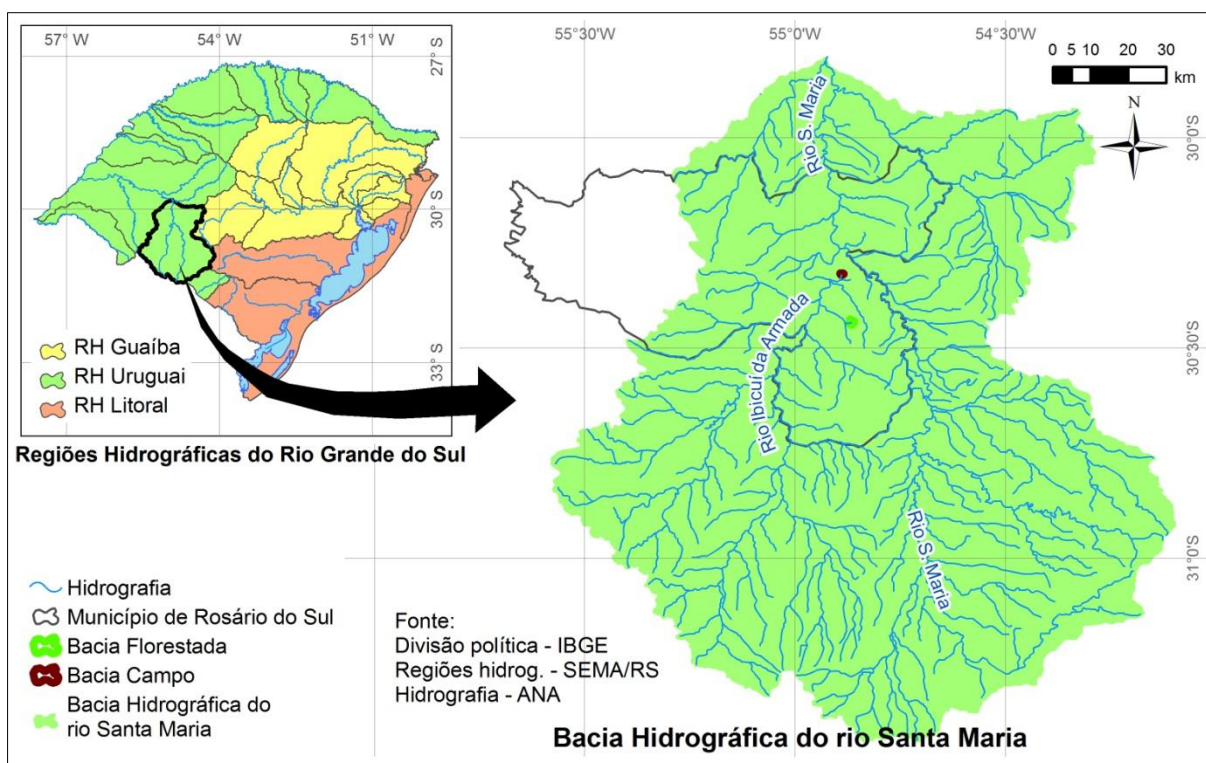 57° W
54° W
51° W
27°S
30°S
33°S
RH Guaíba
RH Uruguai
RH Litoral
Regiões Hidrográficas do Rio Grande do Sul
55°30'W
55°0'W
54°30'W
0 5 10 20 30
km
N
30°0'S
30°30'S
31°0'S
Rio S. Maria
Rio Ibicuí da Armada
Rio S. Maria
Hidrografia
Município de Rosário do Sul
Bacia Florestada
Bacia Campo
Bacia Hidrográfica do
rio Santa Maria
Fonte:
Divisão política - IBGE
Regiões hidrog. - SEMA/RS
Hidrografia - ANA
Bacia Hidrográfica do rio Santa Maria